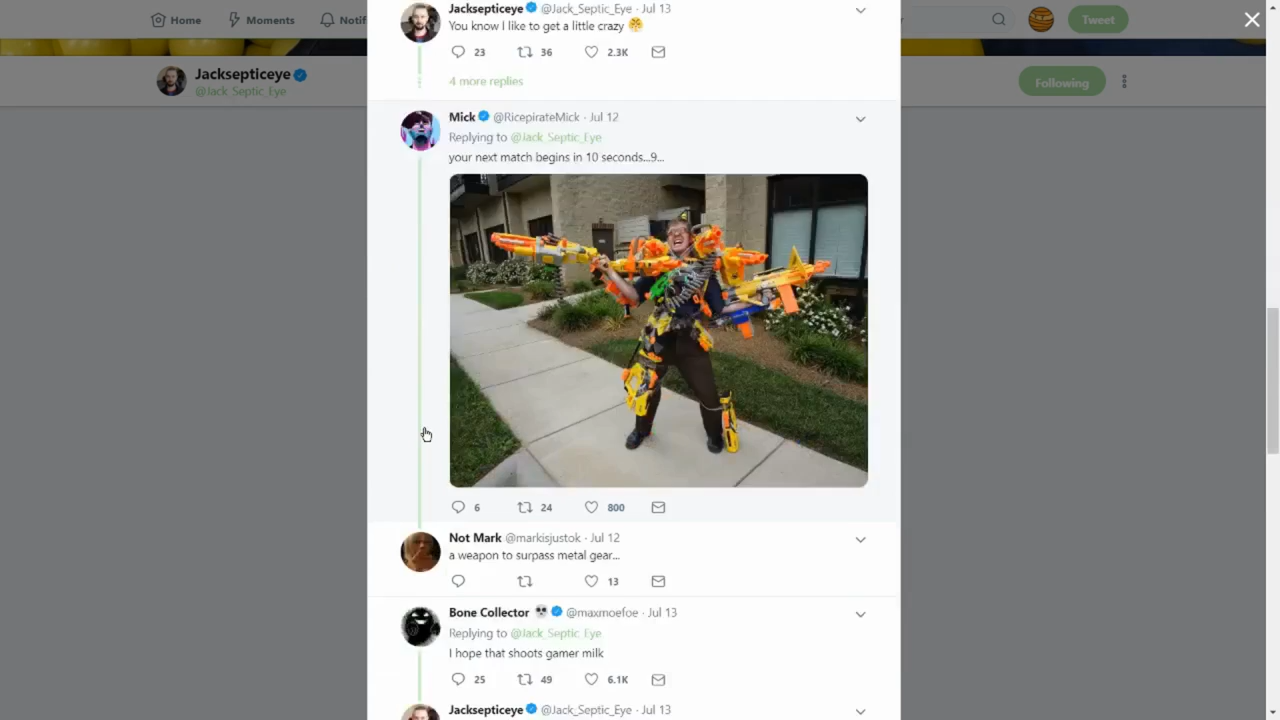 Home
Moments
Notif
Tweet
Jacksepticeye
@Jack_Septic_Eye
Following
Jacksepticeye @Jack_Septic_Eye · Jul 13
You know I like to get a little crazy 😤
23 36 2.3K
4 more replies
Mick @RicepirateMick · Jul 12
Replying to @Jack_Septic_Eye
your next match begins in 10 seconds...9...
6 24 800
Not Mark @markisjustok · Jul 12
a weapon to surpass metal gear...
13
Bone Collector 💀 @maxmoefoe · Jul 13
Replying to @Jack_Septic_Eye
I hope that shoots gamer milk
25 49 6.1K
Jacksepticeye @Jack_Septic_Eye · Jul 13